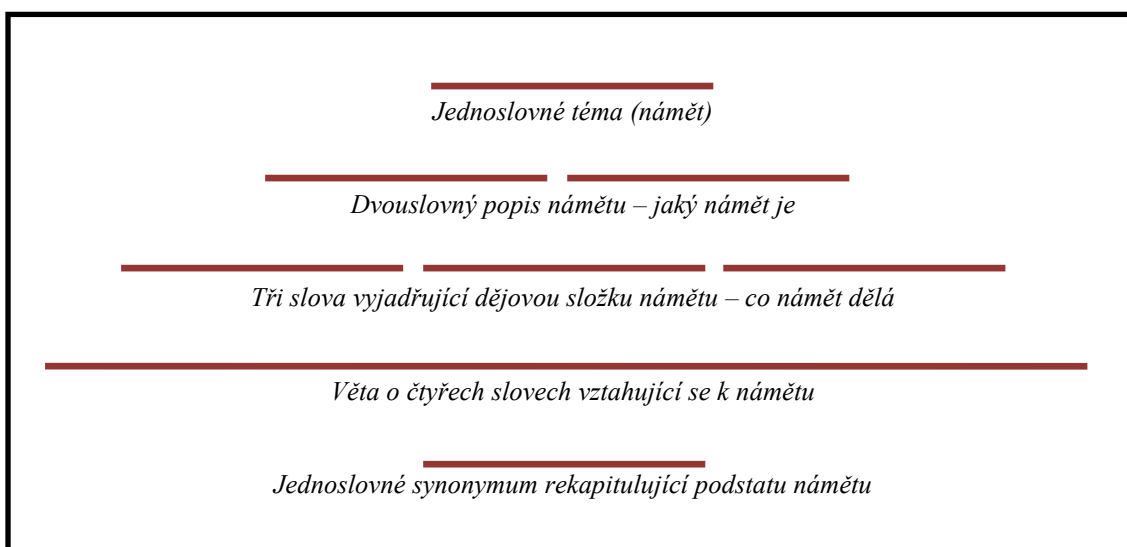 Jednoslovné téma (námět)
Dvouslovný popis námětu – jaký námět je
Tři slova vyjadřující dějovou složku námětu – co námět dělá
Věta o čtyřech slovech vztahující se k námětu
Jednoslovné synonymum rekapitulující podstatu námětu